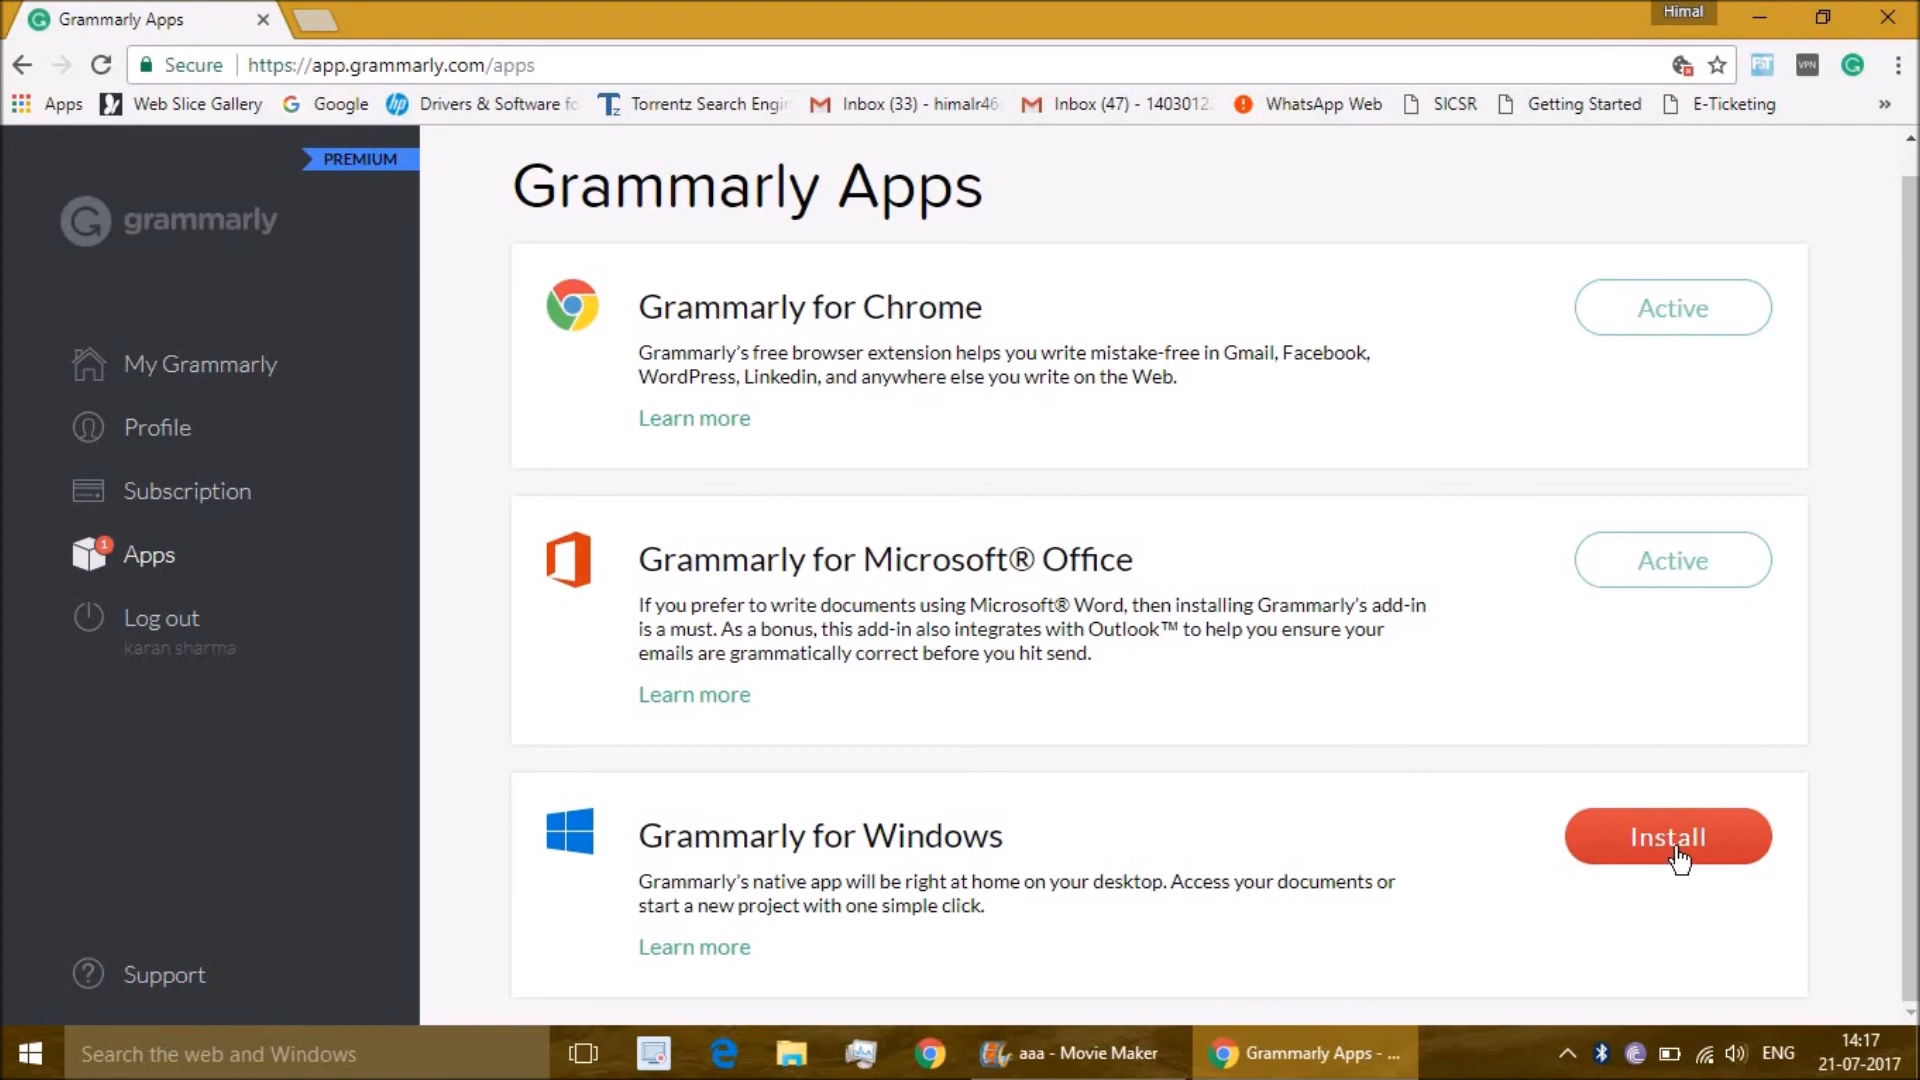 Grammarly Apps
Himal
Secure https://app.grammarly.com/apps
PST
VPN
Apps Web Slice Gallery Google Drivers & Software fo Torrentz Search Engin Inbox (33) - himalr46 Inbox (47) - 1403012 WhatsApp Web SICSR Getting Started E-Ticketing »
PREMIUM
grammarly
My Grammarly
Profile
Subscription
1
Apps
Log out
karan sharma
Support
Grammarly Apps
Grammarly for Chrome
Active
Grammarly's free browser extension helps you write mistake-free in Gmail, Facebook,
WordPress, Linkedin, and anywhere else you write on the Web.
Learn more
Grammarly for Microsoft® Office
Active
If you prefer to write documents using Microsoft® Word, then installing Grammarly's add-in
is a must. As a bonus, this add-in also integrates with Outlook™ to help you ensure your
emails are grammatically correct before you hit send.
Learn more
Grammarly for Windows
Install
Grammarly's native app will be right at home on your desktop. Access your documents or
start a new project with one simple click.
Learn more
Search the web and Windows
aaa - Movie Maker
Grammarly Apps - ...
ENG
14:17
21-07-2017